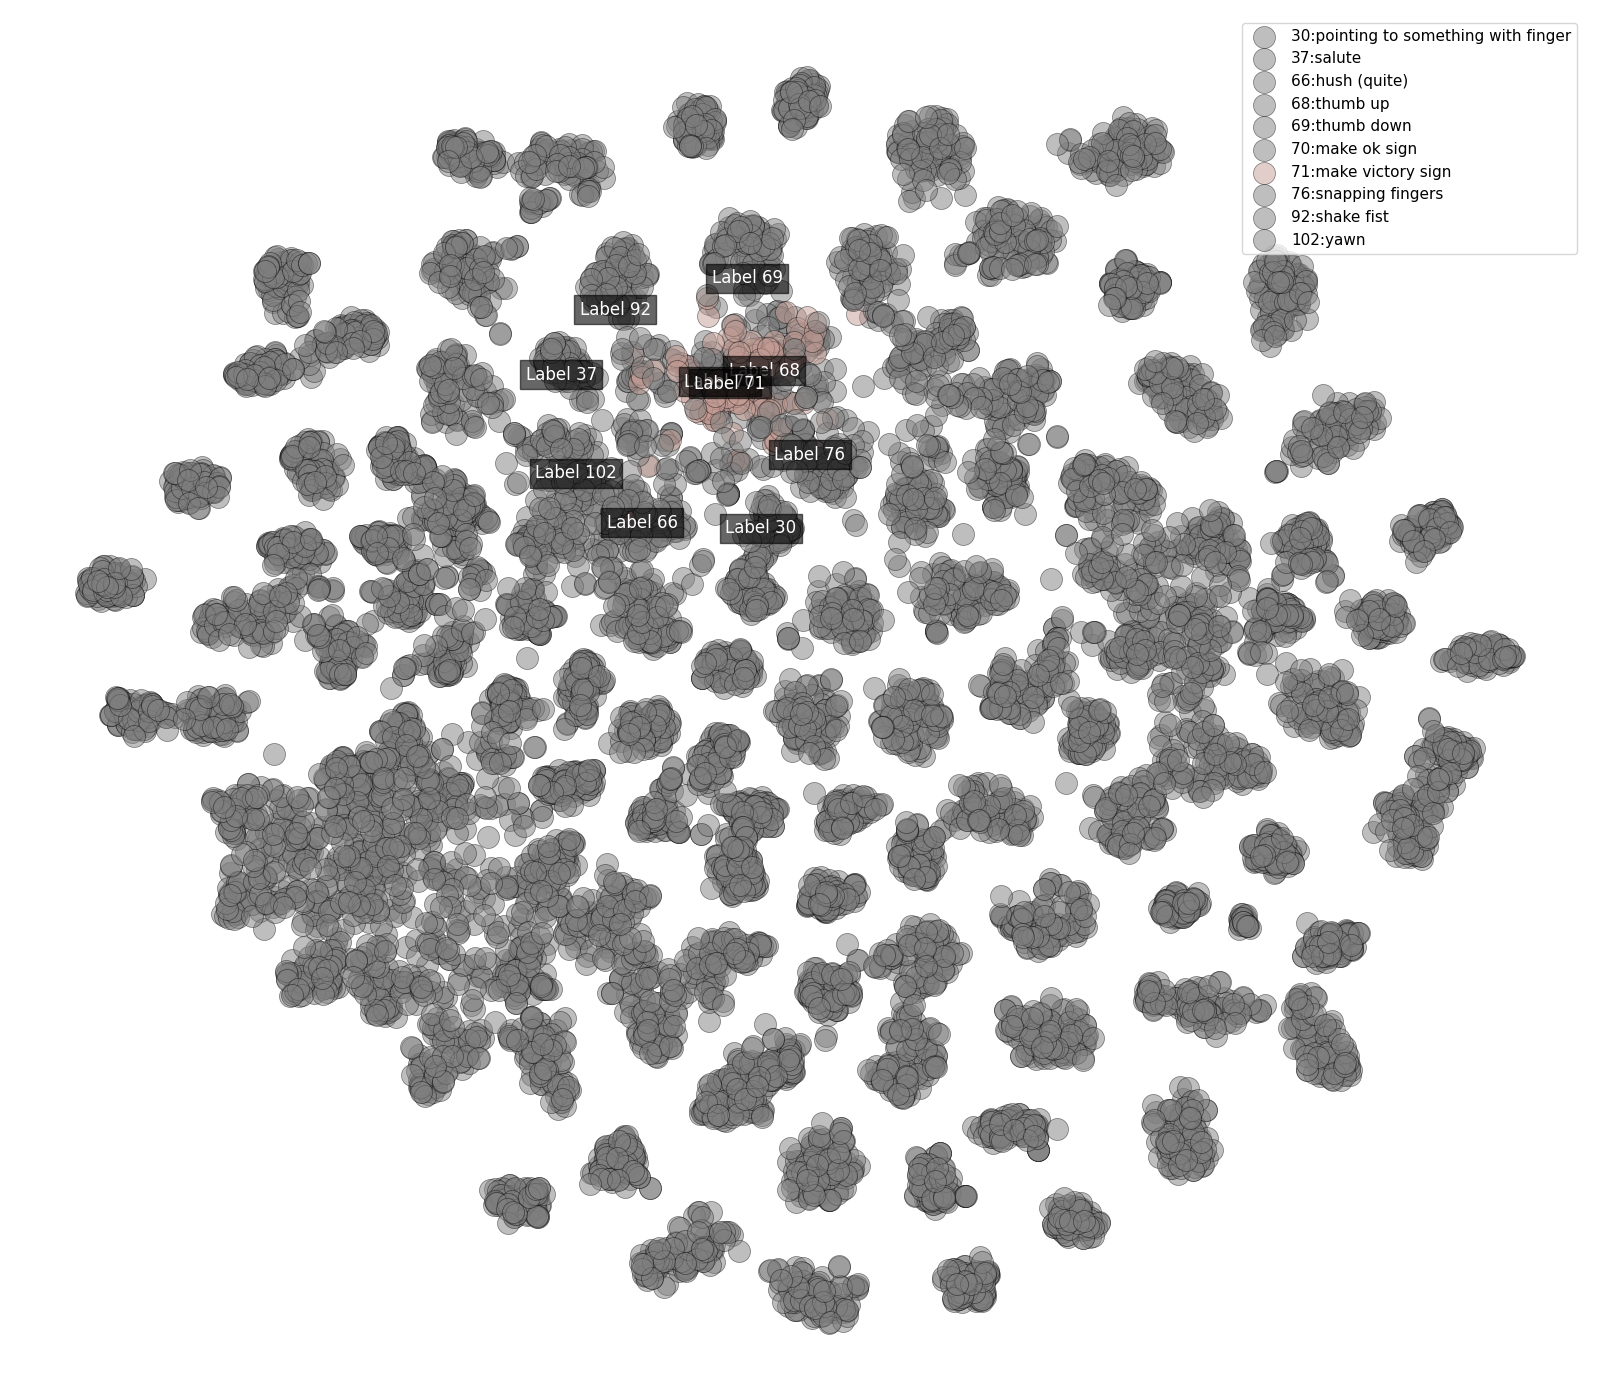 30:pointing to something with finger
37:salute
66:hush (quite)
68:thumb up
69:thumb down
70:make ok sign
71:make victory sign
76:snapping fingers
92:shake fist
102:yawn
Label 69
Label 92
Label 37
Label 68
Label 71
Label 76
Label 102
Label 66
Label 30